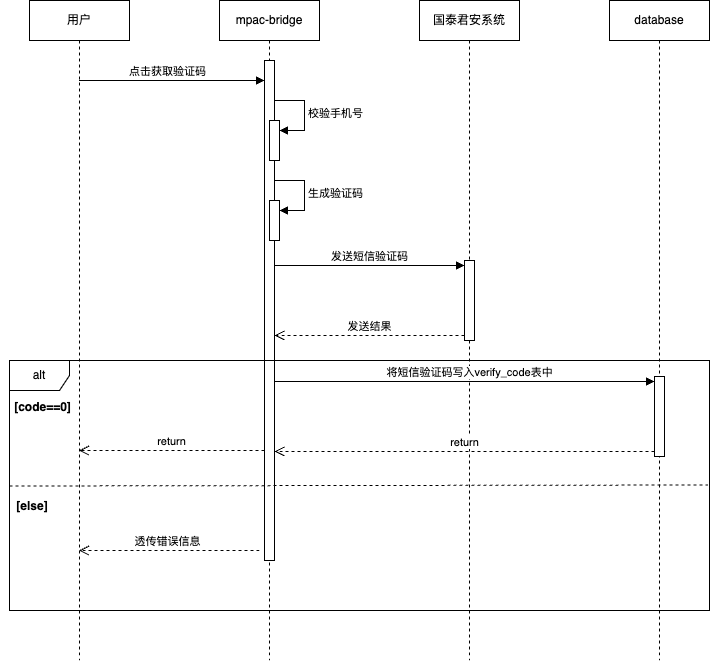 用户
mpac-bridge
国泰君安系统
database
点击获取验证码
校验手机号
生成验证码
发送短信验证码
发送结果
alt
将短信验证码写入verify_code表中
[code==0]
return
return
[else]
透传错误信息